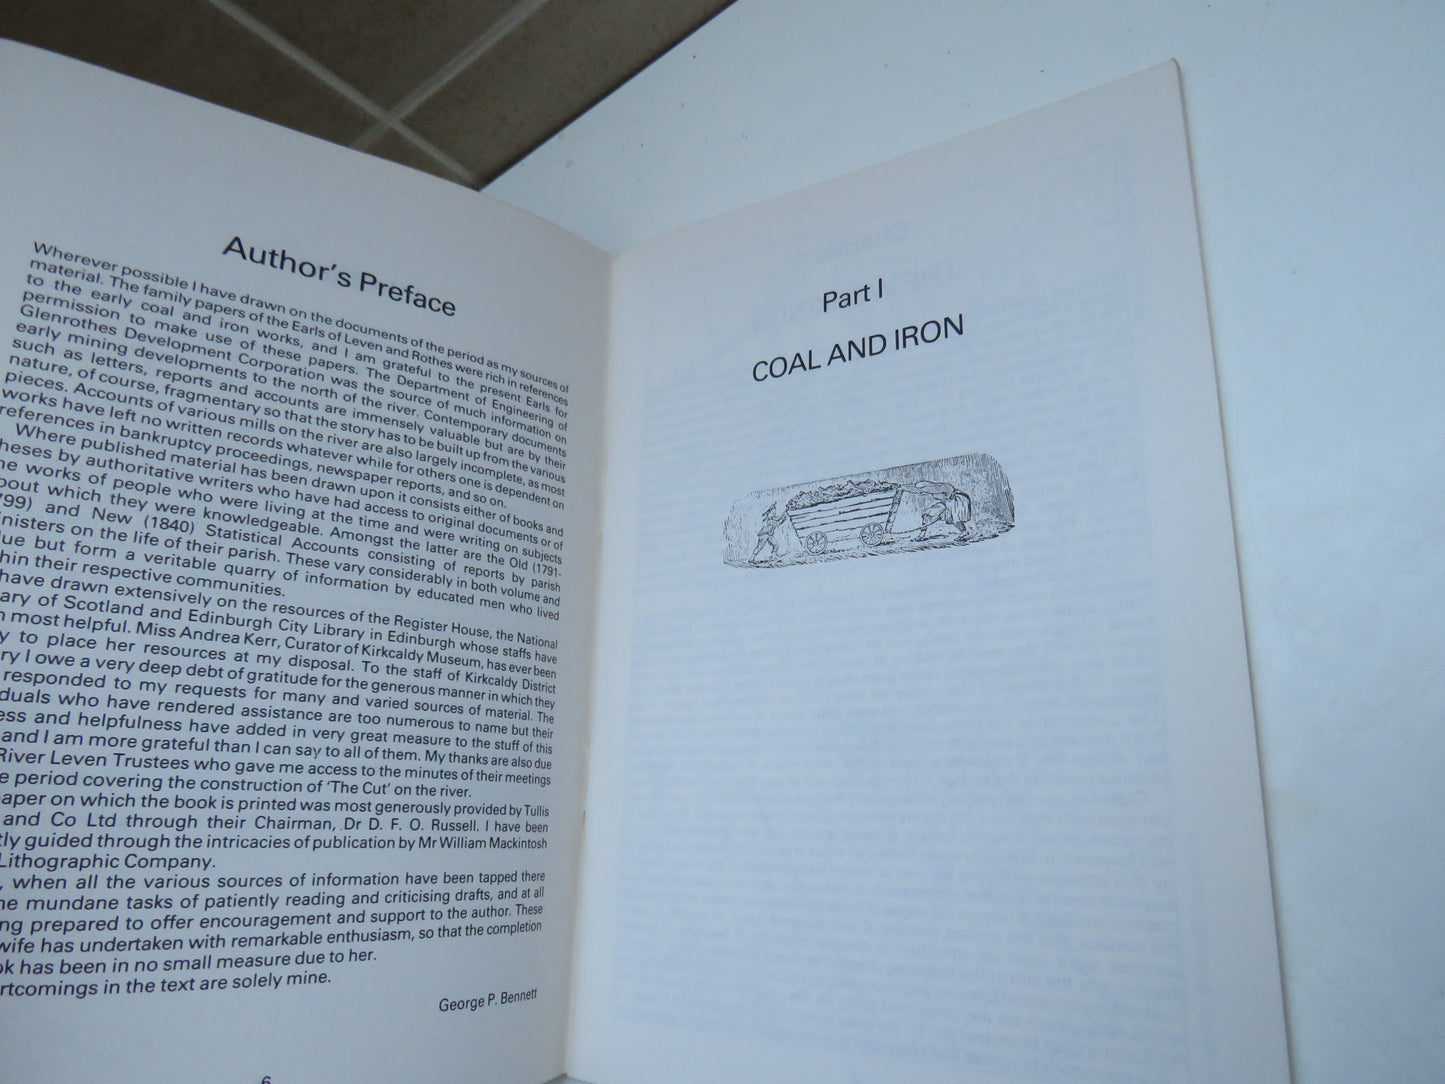 Author's Preface
Wherever possible I have drawn on the documents of the period as my sources of
material. The family papers of the Earls of Leven and Rothes were rich in references
to the early coal and iron works, and I am grateful to the present Earls for
permission to make use of these papers. The Department of Engineering of
Glenrothes Development Corporation was the source of much information on
early mining developments to the north of the river. Contemporary documents
such as letters, reports and accounts are immensely valuable but are by their
nature, of course, fragmentary so that the story has to be built up from the various
pieces. Accounts of various mills on the river are also largely incomplete, as most
works have left no written records whatever while for others one is dependent on
references in bankruptcy proceedings, newspaper reports, and so on.
Where published material has been drawn upon it consists either of books and
heses by authoritative writers who have had access to original documents or of
he works of people who were living at the time and were writing on subjects
bout which they were knowledgeable. Amongst the latter are the Old (1791-
799) and New (1840) Statistical Accounts consisting of reports by parish
inisters on the life of their parish. These vary considerably in both volume and
lue but form a veritable quarry of information by educated men who lived
hin their respective communities.
have drawn extensively on the resources of the Register House, the National
ary of Scotland and Edinburgh City Library in Edinburgh whose staffs have
n most helpful. Miss Andrea Kerr, Curator of Kirkcaldy Museum, has ever been
y to place her resources at my disposal. To the staff of Kirkcaldy District
ry I owe a very deep debt of gratitude for the generous manner in which they
responded to my requests for many and varied sources of material. The
duals who have rendered assistance are too numerous to name but their
ess and helpfulness have added in very great measure to the stuff of this
and I am more grateful than I can say to all of them. My thanks are also due
River Leven Trustees who gave me access to the minutes of their meetings
e period covering the construction of 'The Cut' on the river.
aper on which the book is printed was most generously provided by Tullis
and Co Ltd through their Chairman, Dr D. F. O. Russell. I have been
tly guided through the intricacies of publication by Mr William Mackintosh
Lithographic Company.
, when all the various sources of information have been tapped there
he mundane tasks of patiently reading and criticising drafts, and at all
ng prepared to offer encouragement and support to the author. These
wife has undertaken with remarkable enthusiasm, so that the completion
ok has been in no small measure due to her.
rtcomings in the text are solely mine.
George P. Bennett
6
Part I
COAL AND IRON